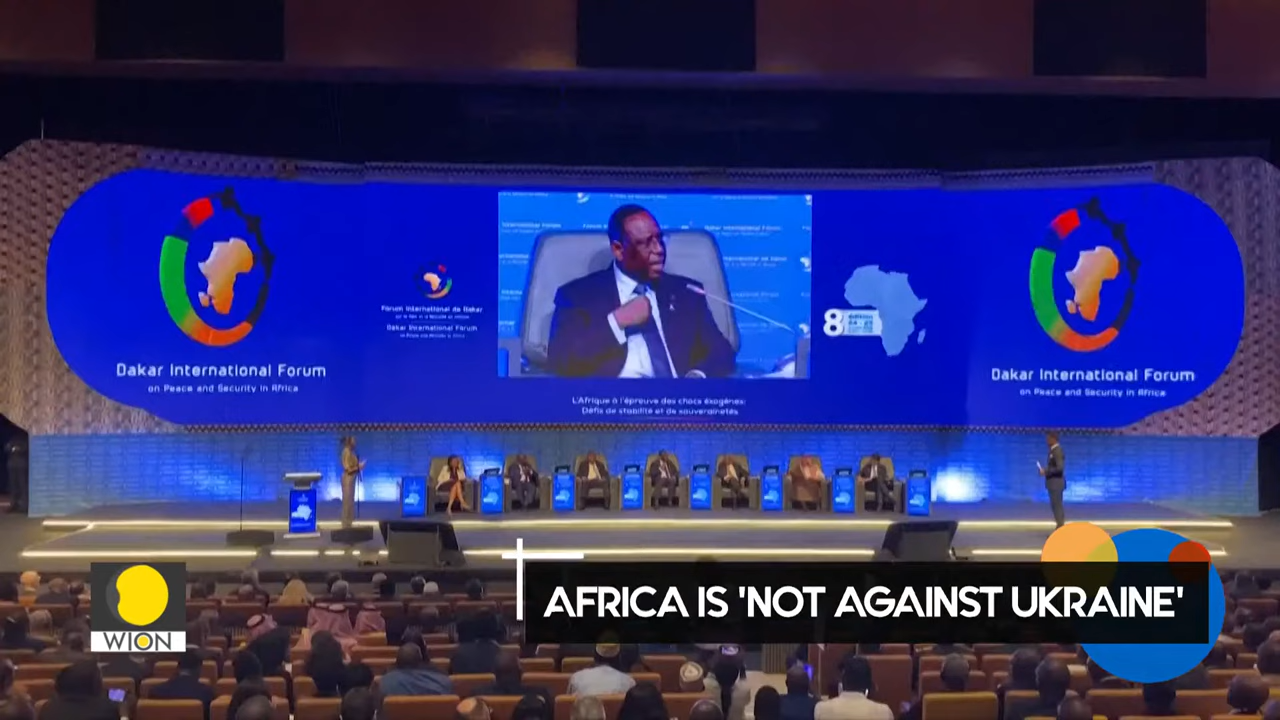 Dakar International Forum
on Peace and Security in Africa
Forum International de Dakar
Dakar International Forum
8
L'Afrique à l'épreuve des chocs exogènes:
Défis de stabilité et de souverainetés
Dakar International Forum
on Peace and Security in Africa
WION
AFRICA IS 'NOT AGAINST UKRAINE'